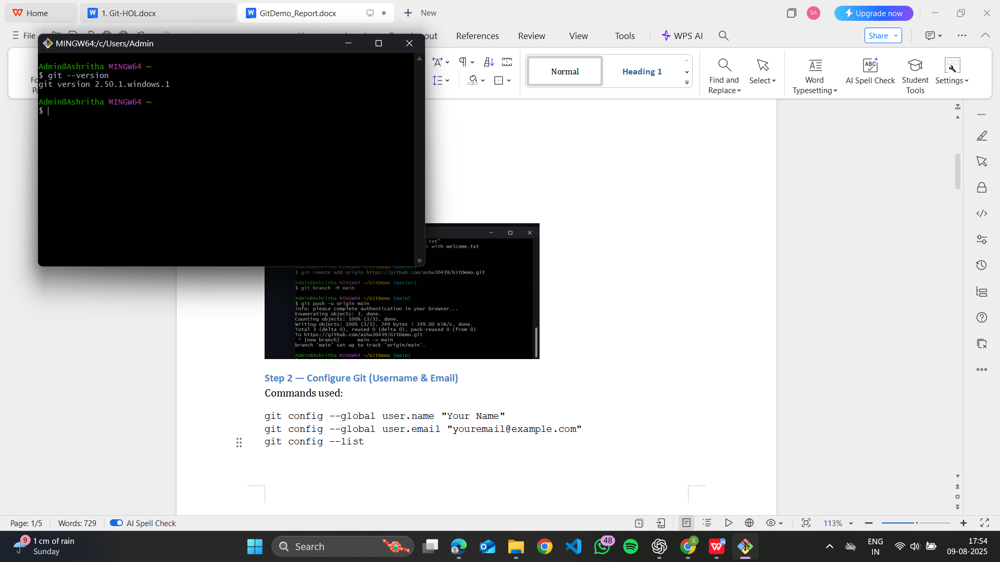 Home
1. Git-HOL.docx
GitDemo_Report.docx
New
SA
Upgrade now
File
MINGW64:/c/Users/Admin
out
References
Review
View
Tools
WPS AI
Share
Admin@Ashritha MINGW64 ~
$ git --version
git version 2.50.1.windows.1
Admin@Ashritha MINGW64 ~
$
Normal
Heading 1
Find and
Replace
Select
Word
Typesetting
AI Spell Check
Student
Tools
Settings
.txt"
t with welcome.txt
Admin@Ashritha MINGW64 ~/GitDemo (master)
$ git remote add origin https://github.com/ashu30439/GitDemo.git
Admin@Ashritha MINGW64 ~/GitDemo (master)
$ git branch -M main
Admin@Ashritha MINGW64 ~/GitDemo (main)
$ git push -u origin main
info: please complete authentication in your browser...
Enumerating objects: 3, done.
Counting objects: 100% (3/3), done.
Writing objects: 100% (3/3), 249 bytes | 249.00 KiB/s, done.
Total 3 (delta 0), reused 0 (delta 0), pack-reused 0 (from 0)
To https://github.com/ashu30439/GitDemo.git
* [new branch] main -> main
branch 'main' set up to track 'origin/main'.
Admin@Ashritha MINGW64 ~/GitDemo (main)
Step 2 — Configure Git (Username & Email)
Commands used:
git config --global user.name "Your Name"
git config --global user.email "youremail@example.com"
git config --list
Page: 1/5
Words: 729
AI Spell Check
113%
9
1 cm of rain
Sunday
Search
48
S
ENG
IN
17:54
09-08-2025